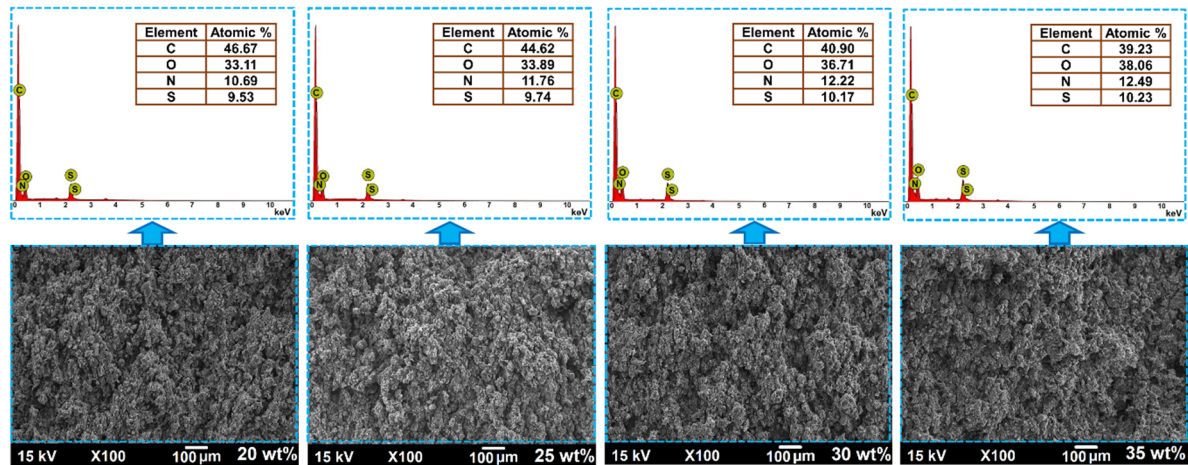 Element Atomic %
C 46.67
O 33.11
N 10.69
S 9.53
C
O
N
S
S
0 1 2 3 4 5 6 7 8 9 10
keV
Element Atomic %
C 44.62
O 33.89
N 11.76
S 9.74
C
O
N
S
S
0 1 2 3 4 5 6 7 8 9 10
keV
Element Atomic %
C 40.90
O 36.71
N 12.22
S 10.17
C
O
N
S
S
0 1 2 3 4 5 6 7 8 9 10
keV
Element Atomic %
C 39.23
O 38.06
N 12.49
S 10.23
C
O
N
S
S
0 1 2 3 4 5 6 7 8 9 10
keV
15 kV X100 100 µm 20 wt%
15 kV X100 100 µm 25 wt%
15 kV X100 100 µm 30 wt%
15 kV X100 100 µm 35 wt%